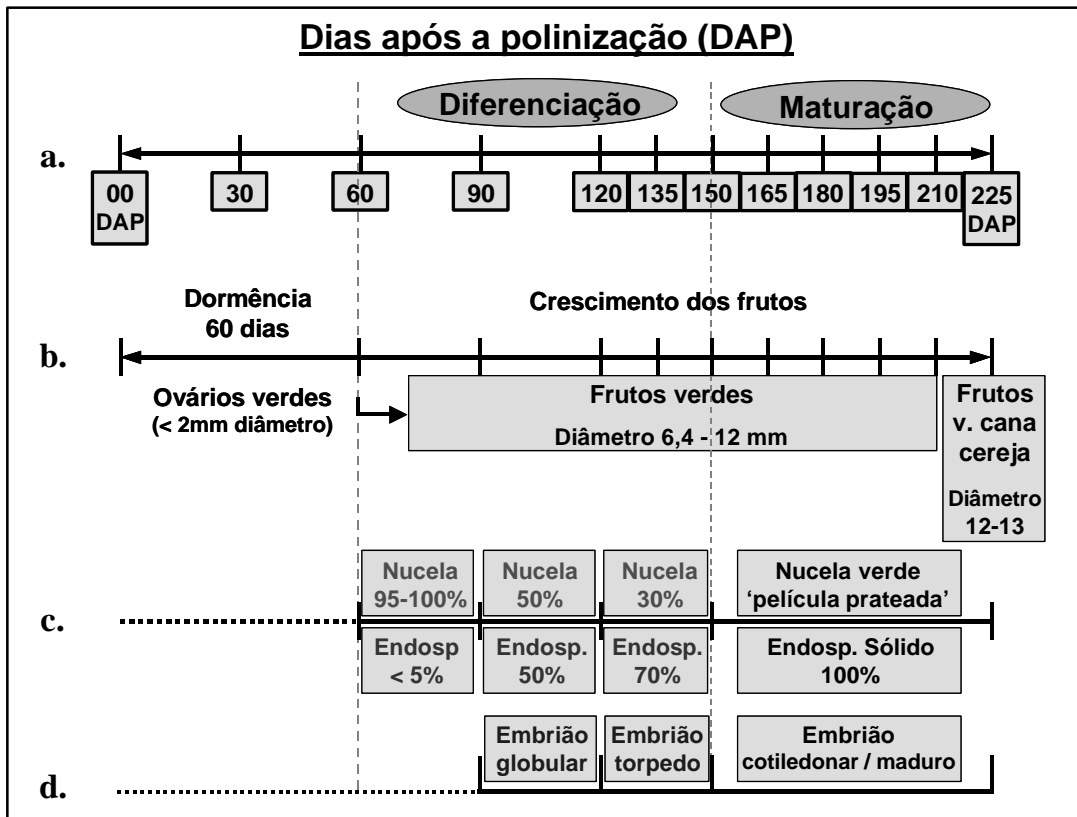 Dias após a polinização (DAP)
Diferenciação
Maturação
a.
00
DAP
30
60
90
120
135
150
165
180
195
210
225
DAP
Dormência
60 dias
Crescimento dos frutos
b.
Ovários verdes
(< 2mm diâmetro)
Frutos verdes
Diâmetro 6,4 - 12 mm
Frutos
v. cana
cereja
Diâmetro
12-13
Nucela
95-100%
Nucela
50%
Nucela
30%
Nucela verde
‘película prateada’
c.
Endosp
< 5%
Endosp.
50%
Endosp.
70%
Endosp. Sólido
100%
Embrião
globular
Embrião
torpedo
Embrião
cotiledonar / maduro
d.